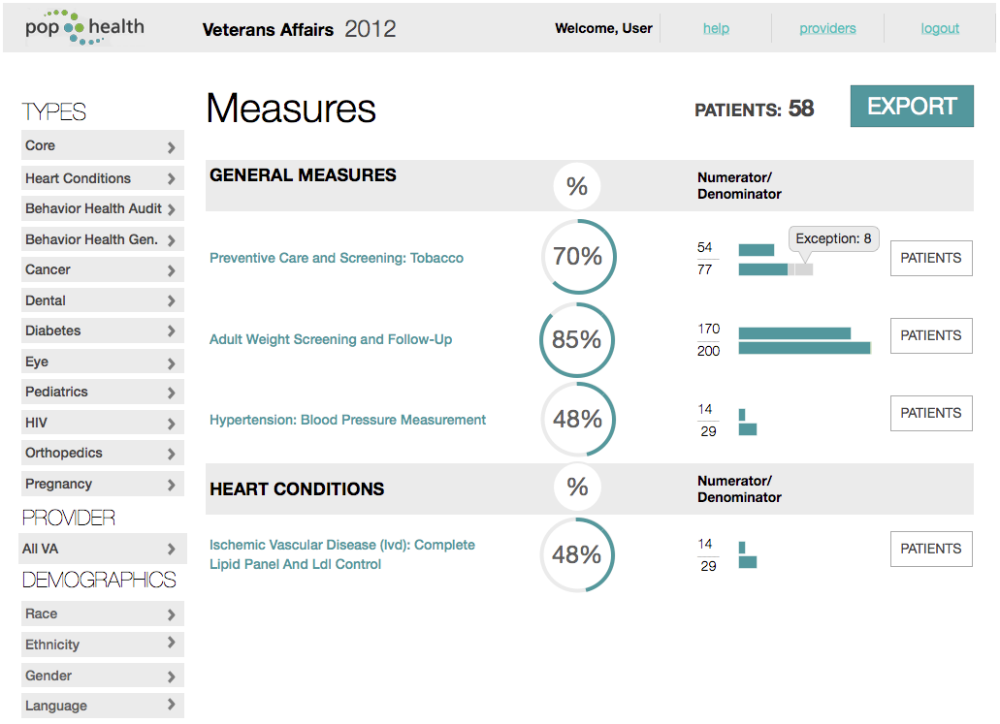 pop health
Veterans Affairs 2012
Welcome, User
help
providers
logout
TYPES
Core
Heart Conditions
Behavior Health Audit
Behavior Health Gen.
Cancer
Dental
Diabetes
Eye
Pediatrics
HIV
Orthopedics
Pregnancy
PROVIDER
All VA
DEMOGRAPHICS
Race
Ethnicity
Gender
Language
Measures
PATIENTS: 58
EXPORT
GENERAL MEASURES
%
Numerator/
Denominator
Preventive Care and Screening: Tobacco
70%
54
77
Exception: 8
PATIENTS
Adult Weight Screening and Follow-Up
85%
170
200
PATIENTS
Hypertension: Blood Pressure Measurement
48%
14
29
PATIENTS
HEART CONDITIONS
%
Numerator/
Denominator
Ischemic Vascular Disease (Ivd): Complete
Lipid Panel And Ldl Control
48%
14
29
PATIENTS